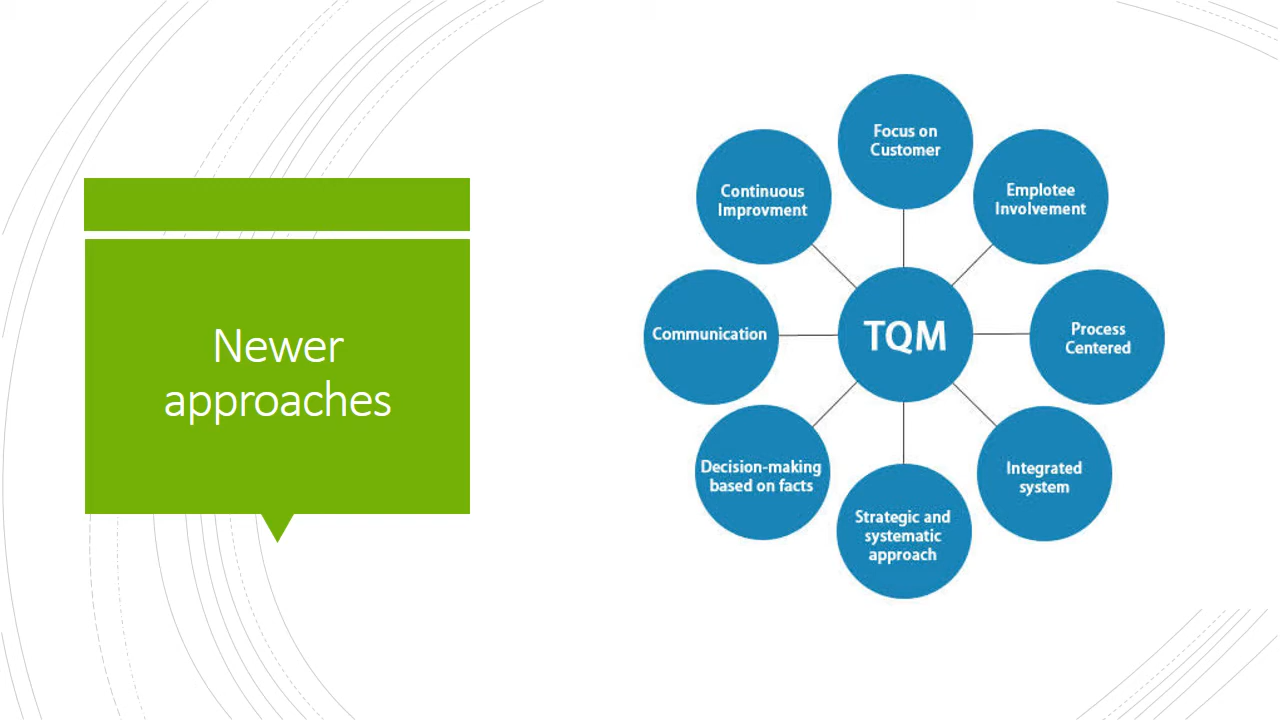 Newer
approaches
Focus on
Customer
Emplotee
Involvement
Process
Centered
Integrated
system
Strategic and
systematic
approach
Decision-making
based on facts
Communication
Continuous
Improvment
TQM